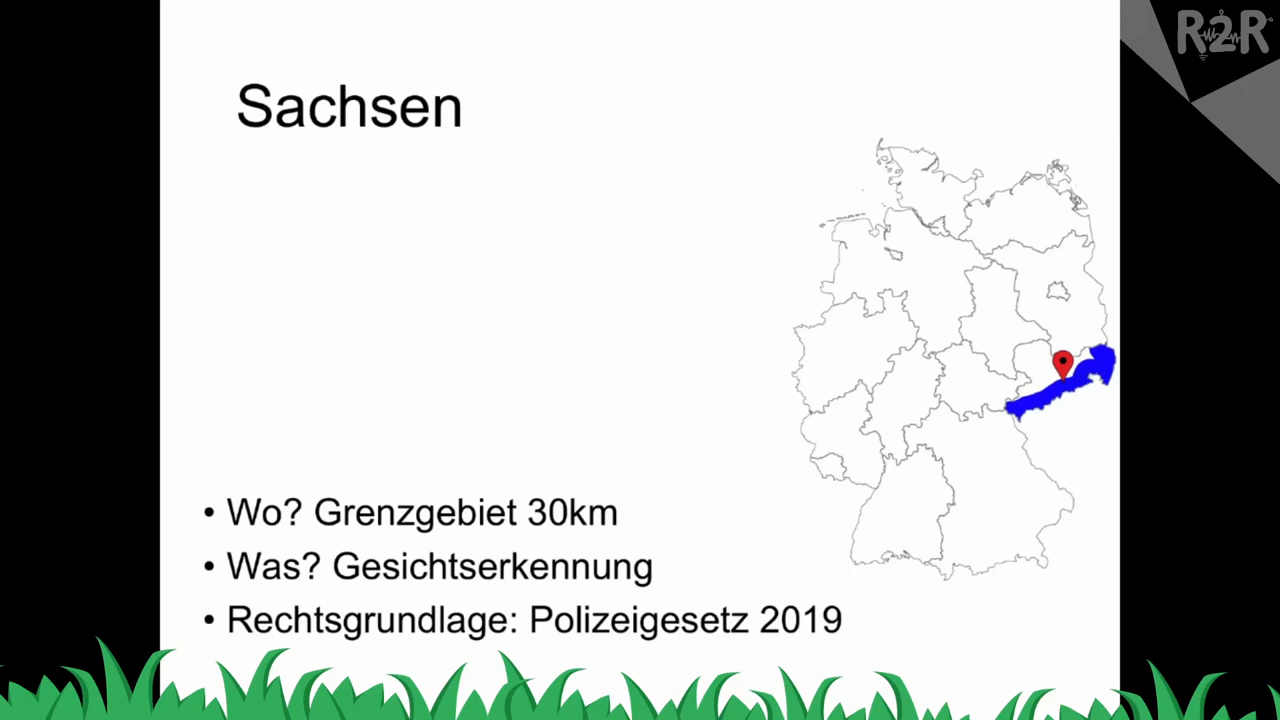 R2R
Sachsen
• Wo? Grenzgebiet 30km
• Was? Gesichtserkennung
• Rechtsgrundlage: Polizeigesetz 2019